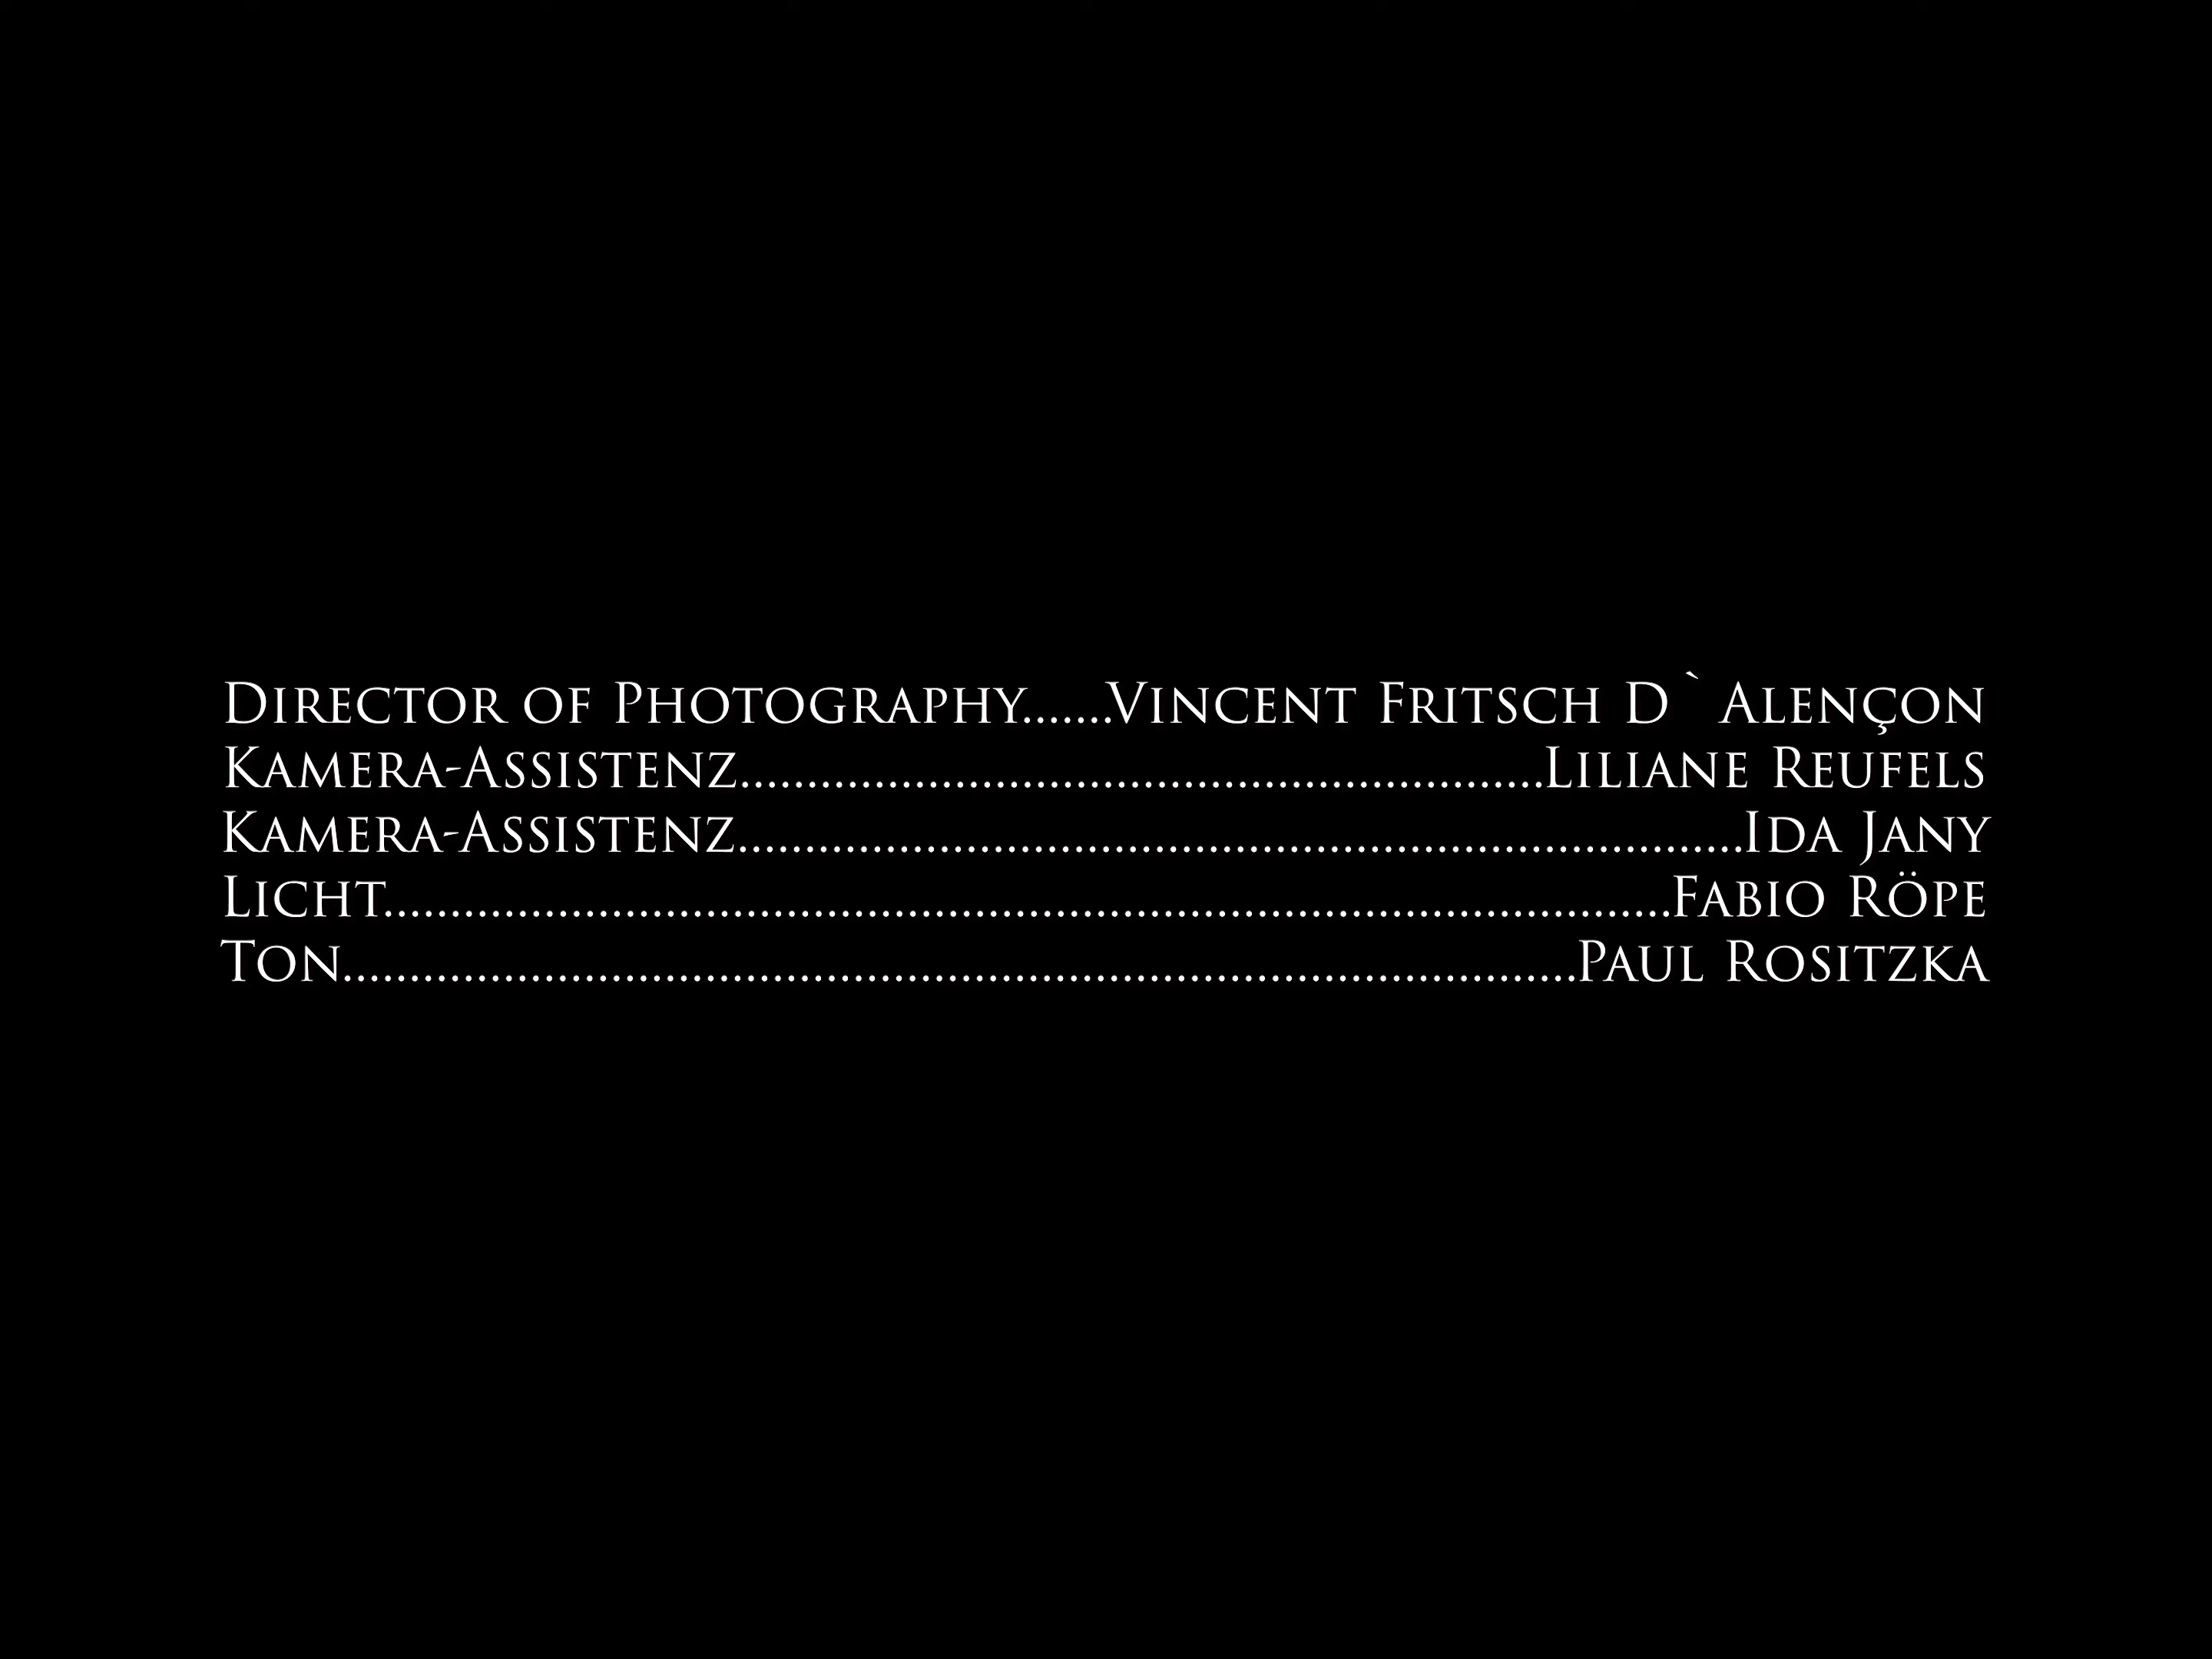 Director of Photography.......Vincent Fritsch D`Alençon
Kamera-Assistenz............................................................Liliane Reufels
Kamera-Assistenz...........................................................................Ida Jany
Licht................................................................................................Fabio Röpe
Ton............................................................................................Paul Rositzka